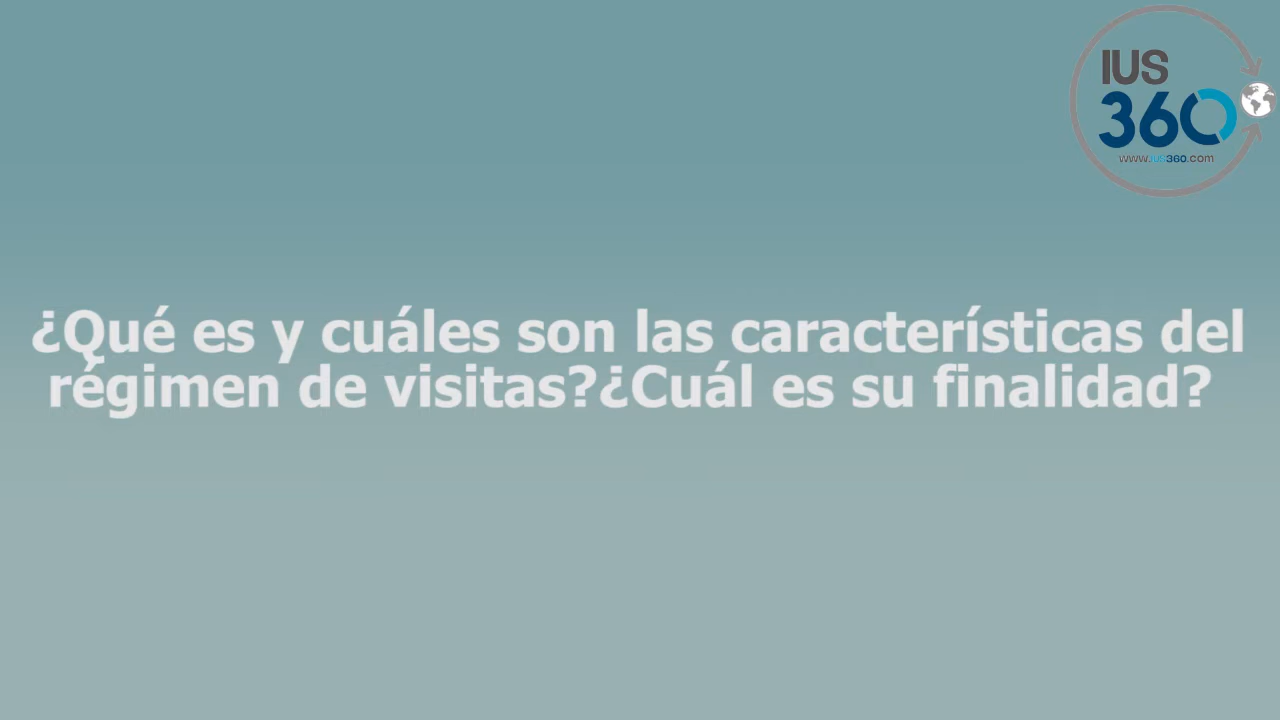 IUS
360
www.ius360.com
¿Qué es y cuáles son las características del
régimen de visitas?¿Cuál es su finalidad?